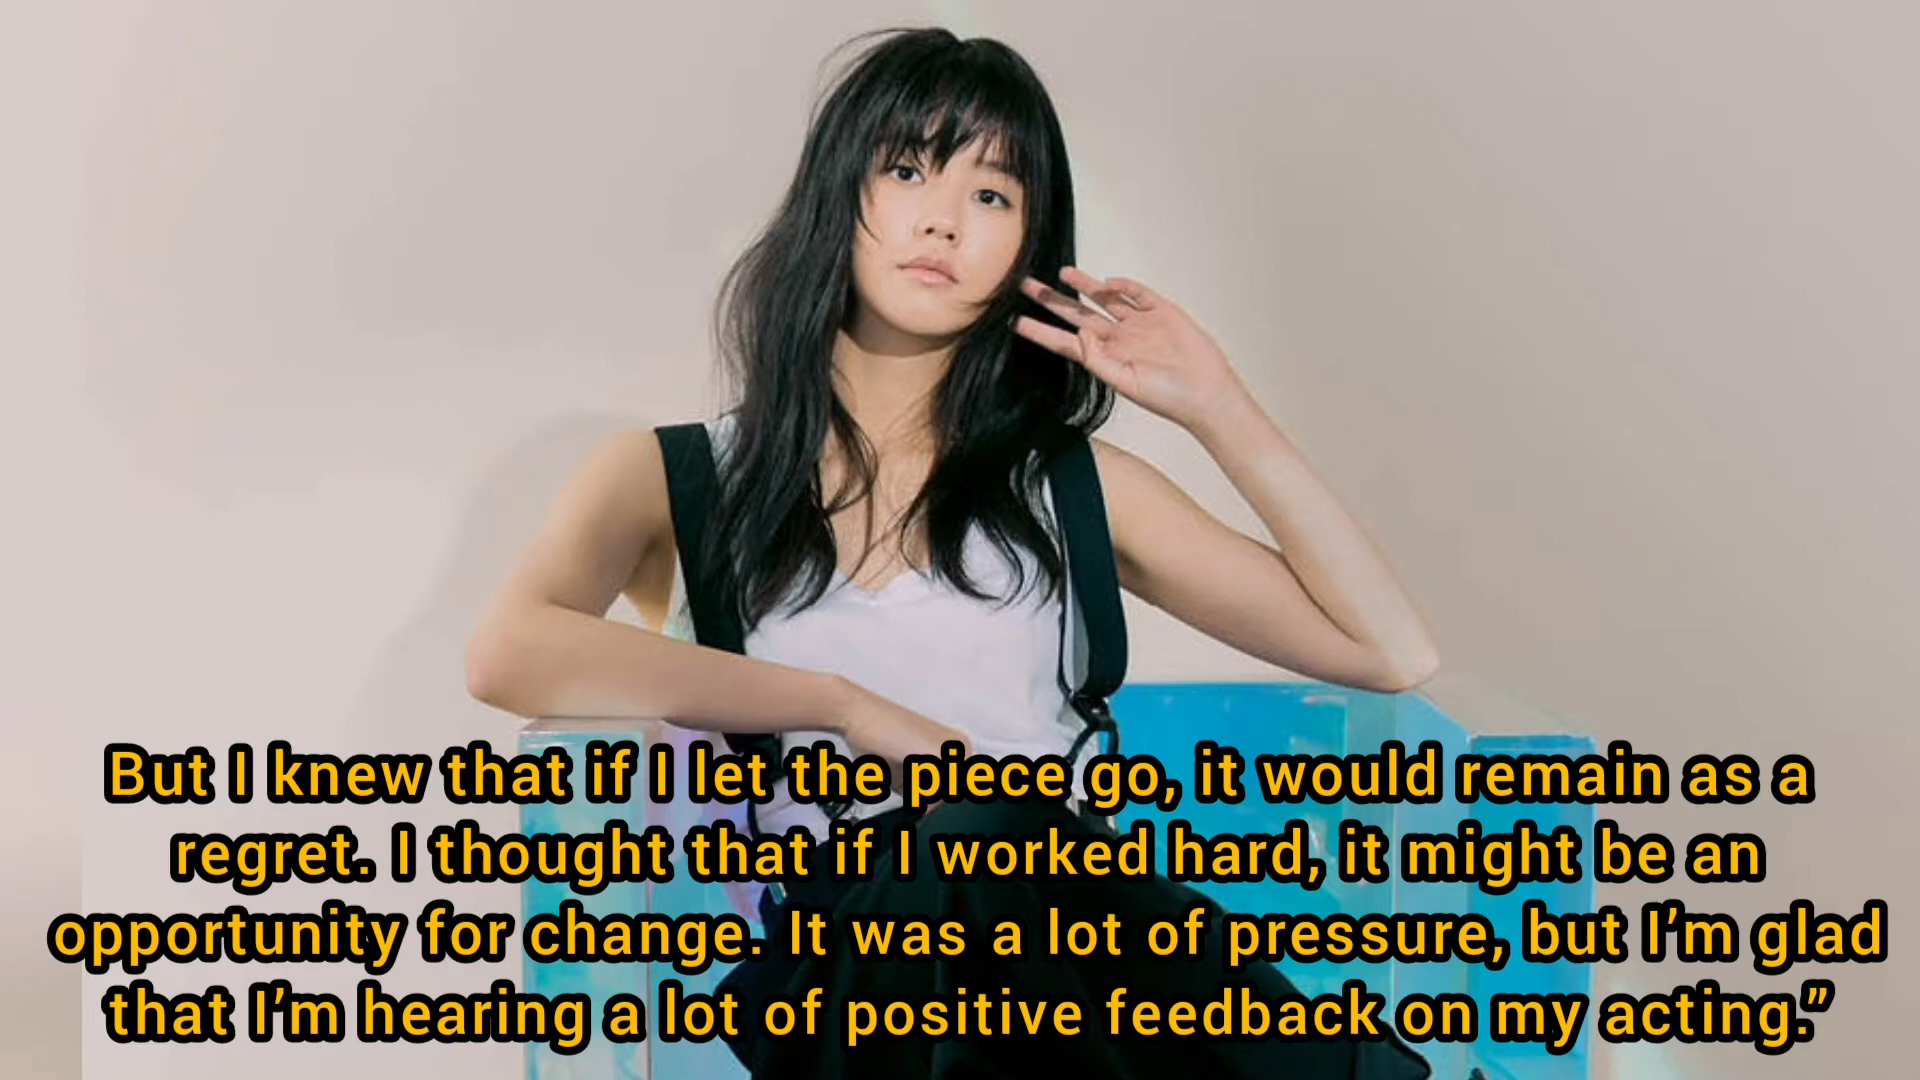 But I knew that if I let the piece go, it would remain as a
regret. I thought that if I worked hard, it might be an
opportunity for change. It was a lot of pressure, but I’m glad
that I’m hearing a lot of positive feedback on my acting.”